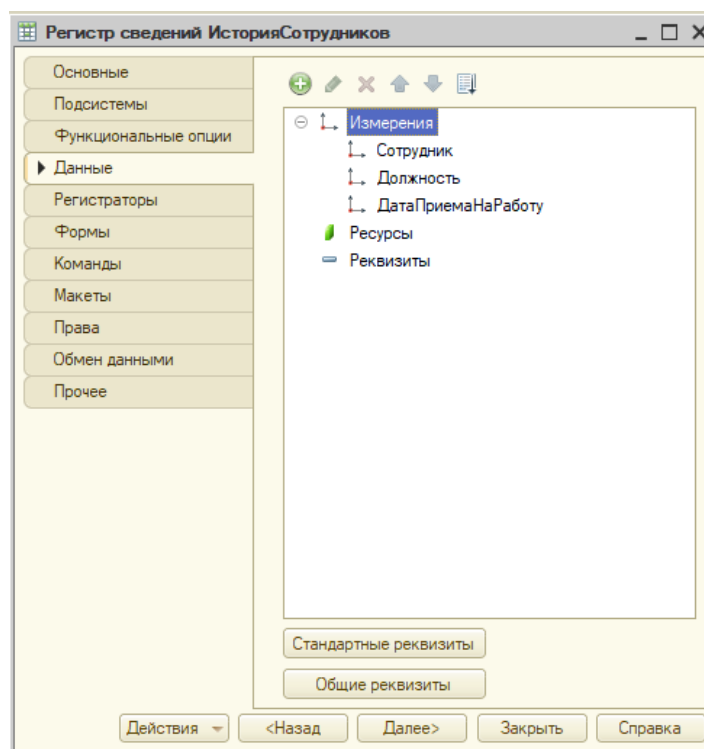 Регистр сведений ИсторияСотрудников
Основные
Подсистемы
Функциональные опции
Данные
Регистраторы
Формы
Команды
Макеты
Права
Обмен данными
Прочее
Измерения
Сотрудник
Должность
ДатаПриемаНаРаботу
Ресурсы
Реквизиты
Стандартные реквизиты
Общие реквизиты
Действия <Назад Далее> Закрыть Справка